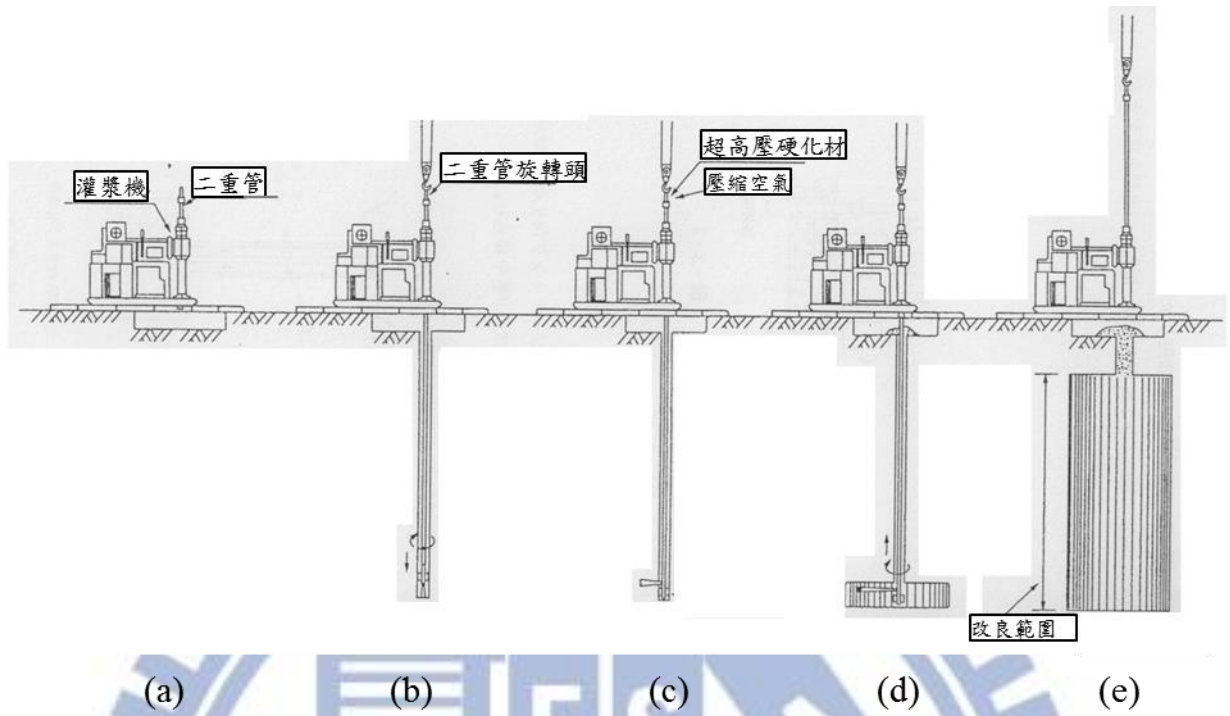 灌漿機
二重管
二重管旋轉頭
超高壓硬化材
壓縮空氣
改良範圍
(a)
(b)
(c)
(d)
(e)